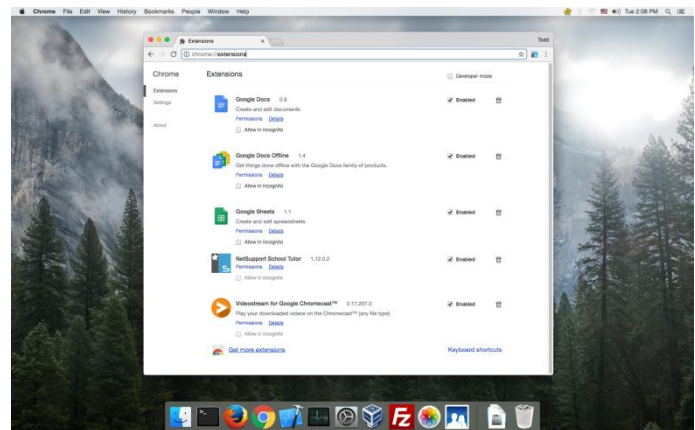 Chrome File Edit View History Bookmarks People Window Help Tue 2:08 PM
Extensions Todd
chrome://extensions
Chrome Extensions Developer mode
Extensions
Settings
About
Google Docs 0.9 Enabled
Create and edit documents
Permissions Details
Allow in incognito
Google Docs Offline 1.4 Enabled
Get things done offline with the Google Docs family of products.
Permissions Details
Allow in incognito
Google Sheets 1.1 Enabled
Create and edit spreadsheets
Permissions Details
Allow in incognito
NetSupport School Tutor 1.12.0.2 Enabled
Permissions Details
Allow in incognito
Videostream for Google Chromecast™ 2.17.207.0 Enabled
Play your downloaded videos on the Chromecast™ (any file type)
Permissions Details
Allow in incognito
Get more extensions Keyboard shortcuts
Fz